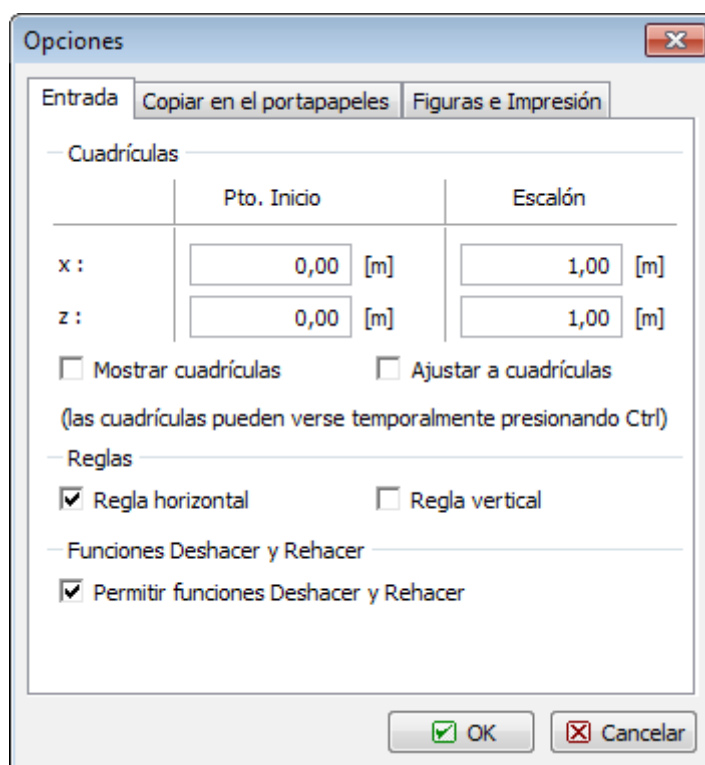 Opciones
Entrada Copiar en el portapapeles Figuras e Impresión
Cuadrículas
Pto. Inicio Escalón
x : 0,00 [m] 1,00 [m]
z : 0,00 [m] 1,00 [m]
Mostrar cuadrículas Ajustar a cuadrículas
(las cuadrículas pueden verse temporalmente presionando Ctrl)
Reglas
Regla horizontal Regla vertical
Funciones Deshacer y Rehacer
Permitir funciones Deshacer y Rehacer
OK Cancelar